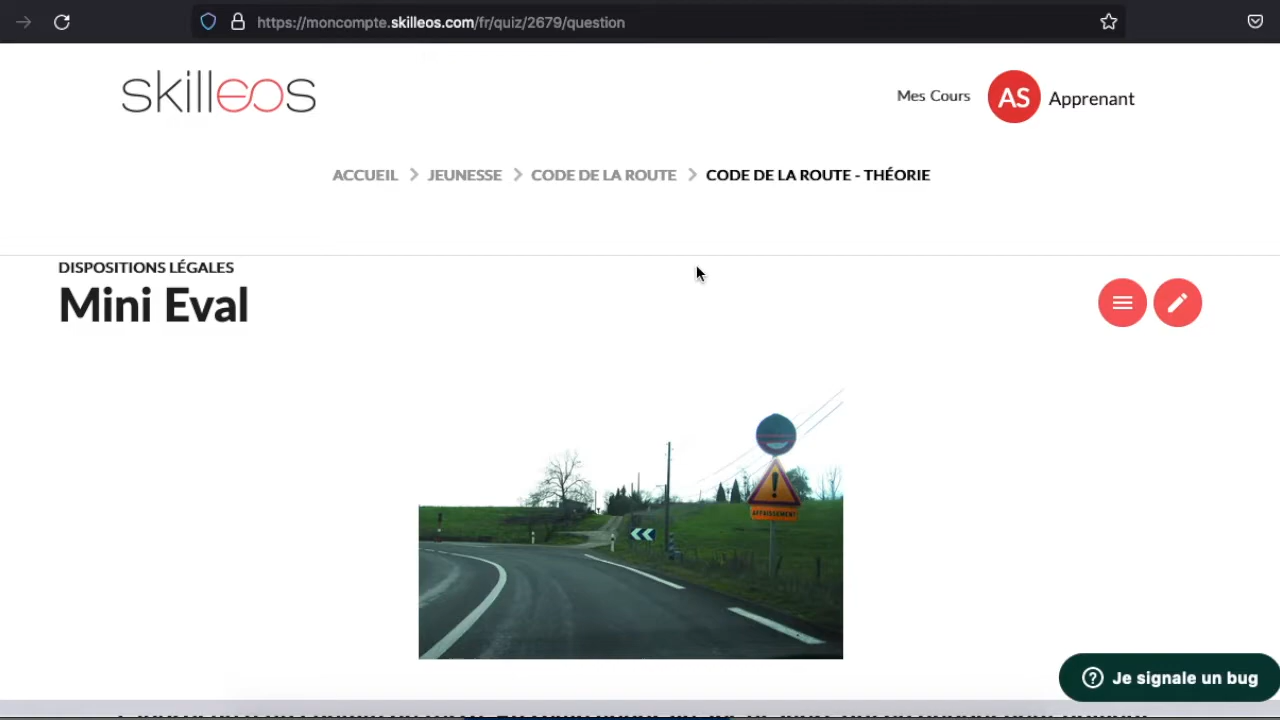 https://moncompte.skilleos.com/fr/quiz/2679/question
skilleos
Mes Cours
AS
Apprenant
ACCUEIL > JEUNESSE > CODE DE LA ROUTE > CODE DE LA ROUTE - THÉORIE
DISPOSITIONS LÉGALES
Mini Eval
AFFAISSEMENT
Je signale un bug